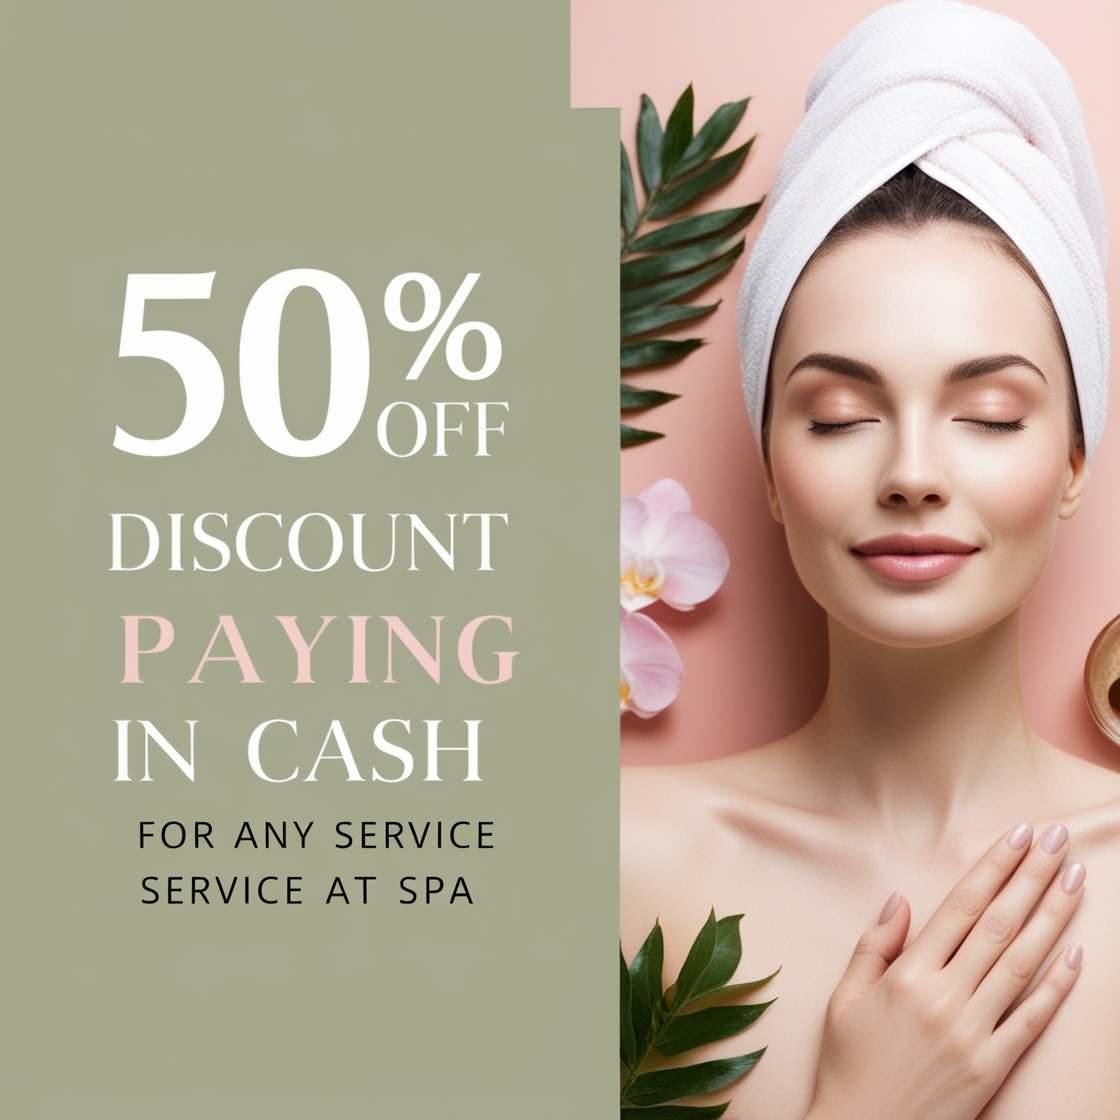 50%
OFF
DISCOUNT
PAYING
IN CASH
FOR ANY SERVICE
SERVICE AT SPA